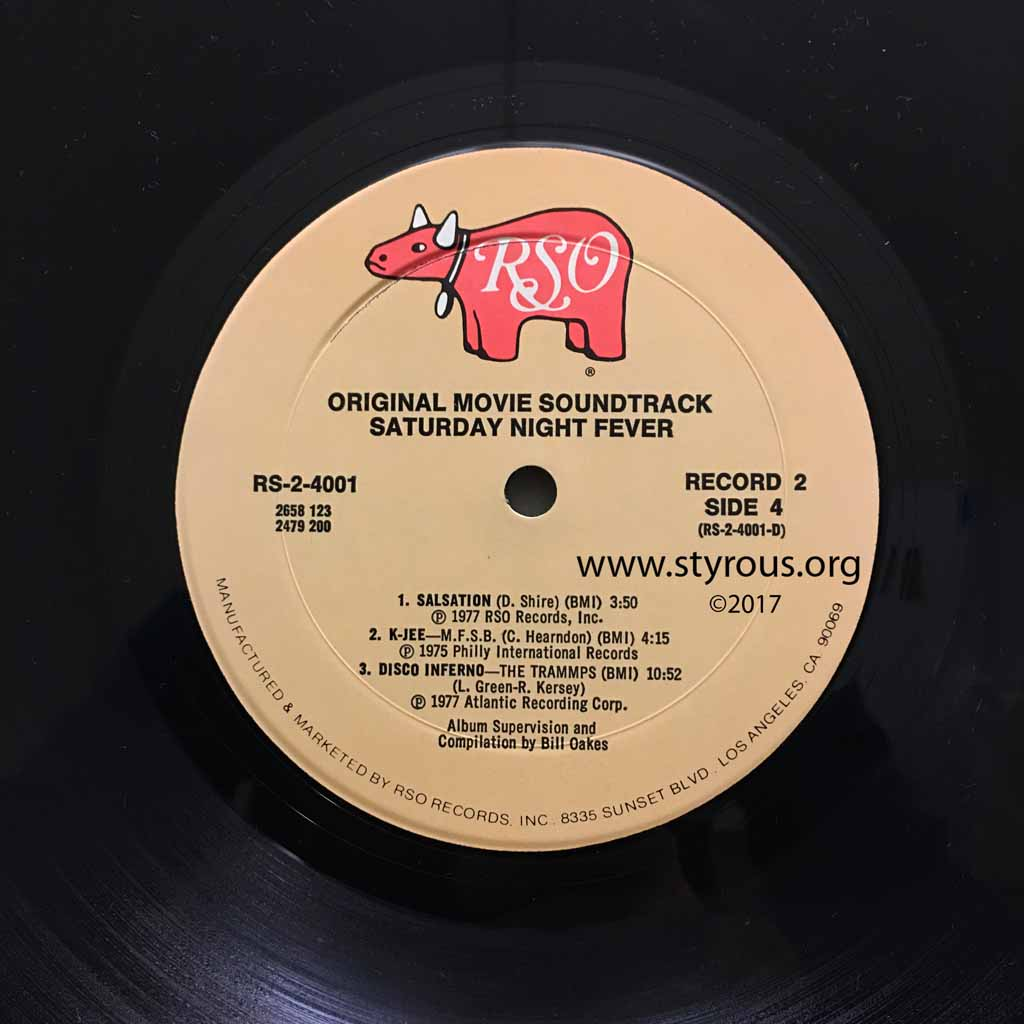 RSO
®
ORIGINAL MOVIE SOUNDTRACK
SATURDAY NIGHT FEVER
RS-2-4001
2658 123
2479 200
RECORD 2
SIDE 4
(RS-2-4001-D)
www.styrous.org
©2017
1. SALSATION (D. Shire) (BMI) 3:50
Ⓟ 1977 RSO Records, Inc.
2. K-JEE—M.F.S.B. (C. Hearndon) (BMI) 4:15
Ⓟ 1975 Philly International Records
3. DISCO INFERNO—THE TRAMMPS (BMI) 10:52
(L. Green-R. Kersey)
Ⓟ 1977 Atlantic Recording Corp.
Album Supervision and
Compilation by Bill Oakes
MANUFACTURED & MARKETED BY RSO RECORDS, INC. 8335 SUNSET BLVD., LOS ANGELES, CA 90069